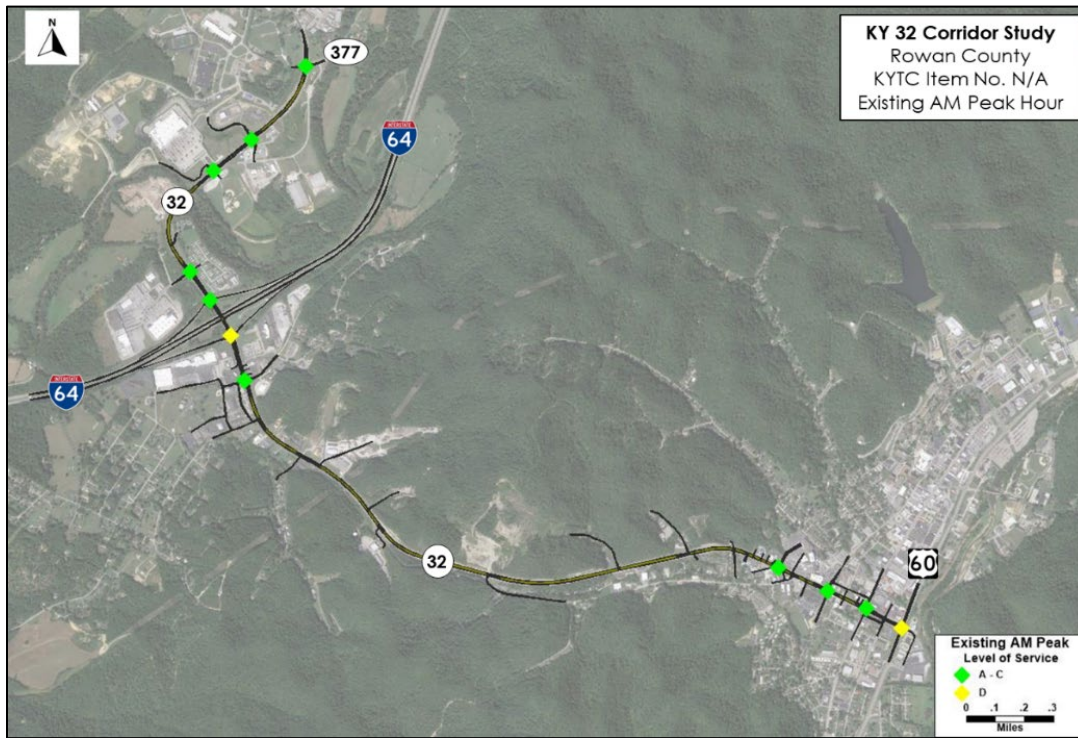 N
KY 32 Corridor Study
Rowan County
KYTC Item No. N/A
Existing AM Peak Hour
377
INTERSTATE
64
32
INTERSTATE
64
32
60
Existing AM Peak
Level of Service
A - C
D
0 .1 .2 .3
Miles